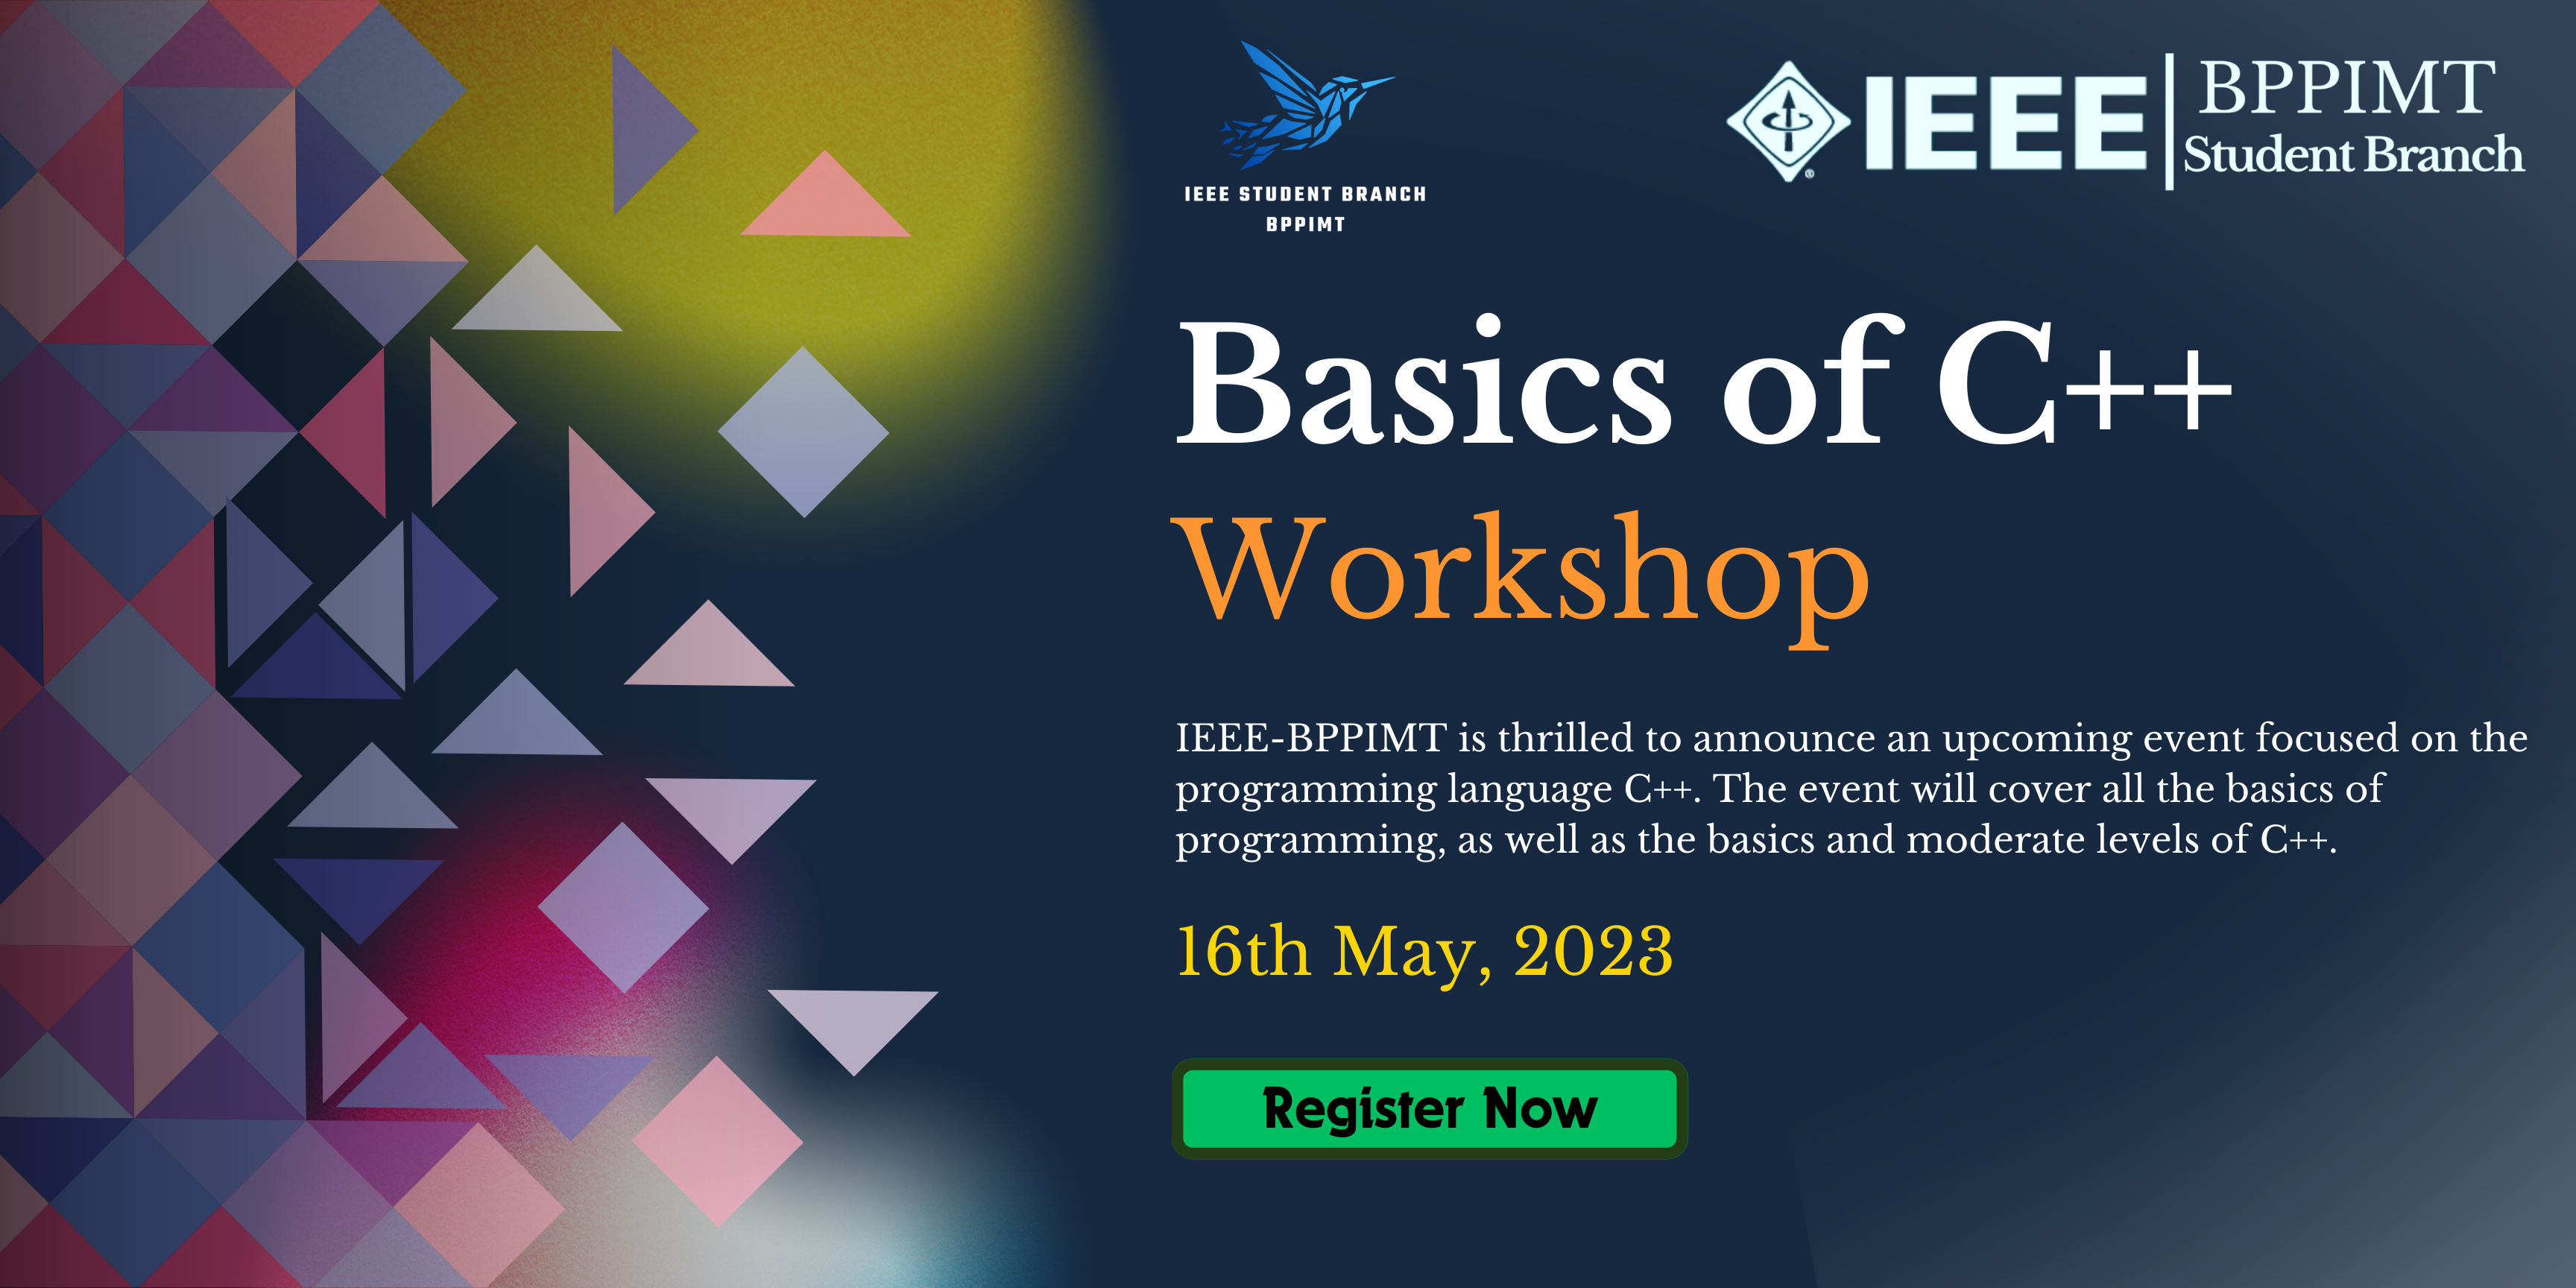 IEEE STUDENT BRANCH
BPPIMT
IEEE
BPPIMT
Student Branch
Basics of C++
Workshop
IEEE-BPPIMT is thrilled to announce an upcoming event focused on the
programming language C++. The event will cover all the basics of
programming, as well as the basics and moderate levels of C++.
16th May, 2023
Register Now